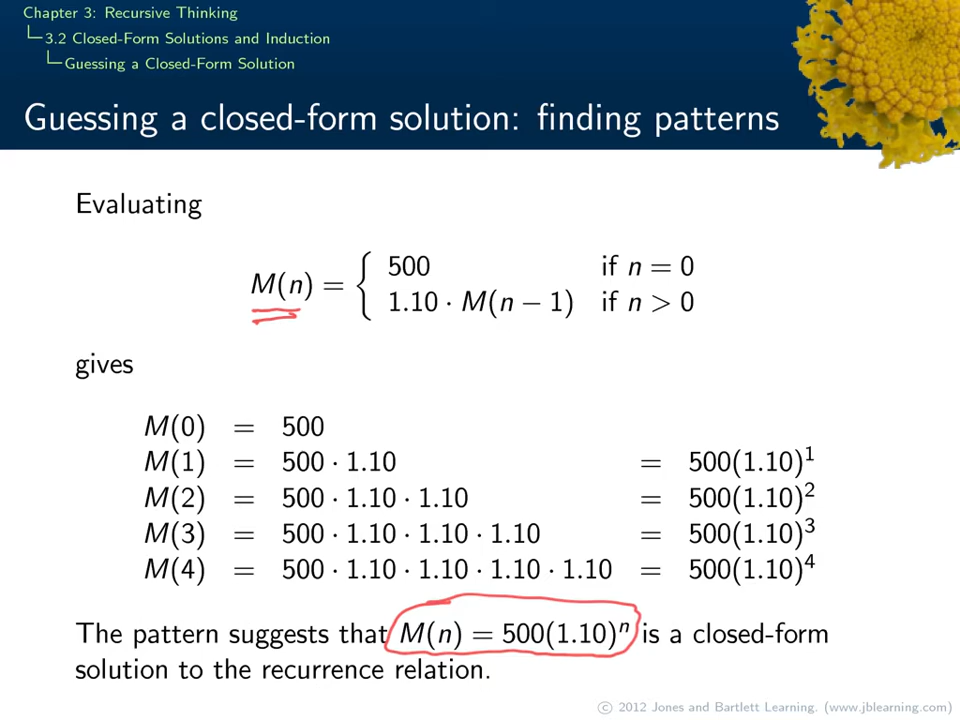 Chapter 3: Recursive Thinking
3.2 Closed-Form Solutions and Induction
Guessing a Closed-Form Solution
Guessing a closed-form solution: finding patterns
Evaluating
M(n) = { 500 if n = 0
1.10 · M(n − 1) if n > 0
gives
M(0) = 500
M(1) = 500 · 1.10 = 500(1.10)^1
M(2) = 500 · 1.10 · 1.10 = 500(1.10)^2
M(3) = 500 · 1.10 · 1.10 · 1.10 = 500(1.10)^3
M(4) = 500 · 1.10 · 1.10 · 1.10 · 1.10 = 500(1.10)^4
The pattern suggests that M(n) = 500(1.10)^n is a closed-form
solution to the recurrence relation.
© 2012 Jones and Bartlett Learning. (www.jblearning.com)